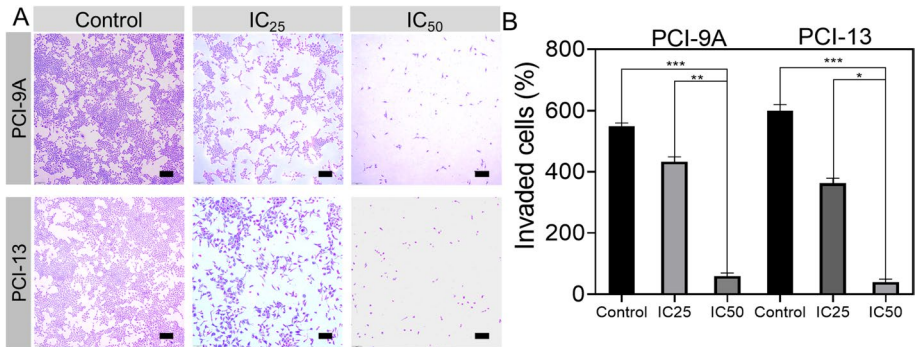 A
Control
IC25
IC50
PCI-9A
PCI-13
B
PCI-9A
PCI-13
Invaded cells (%)
800
600
400
200
0
***
**
***
*
Control
IC25
IC50
Control
IC25
IC50